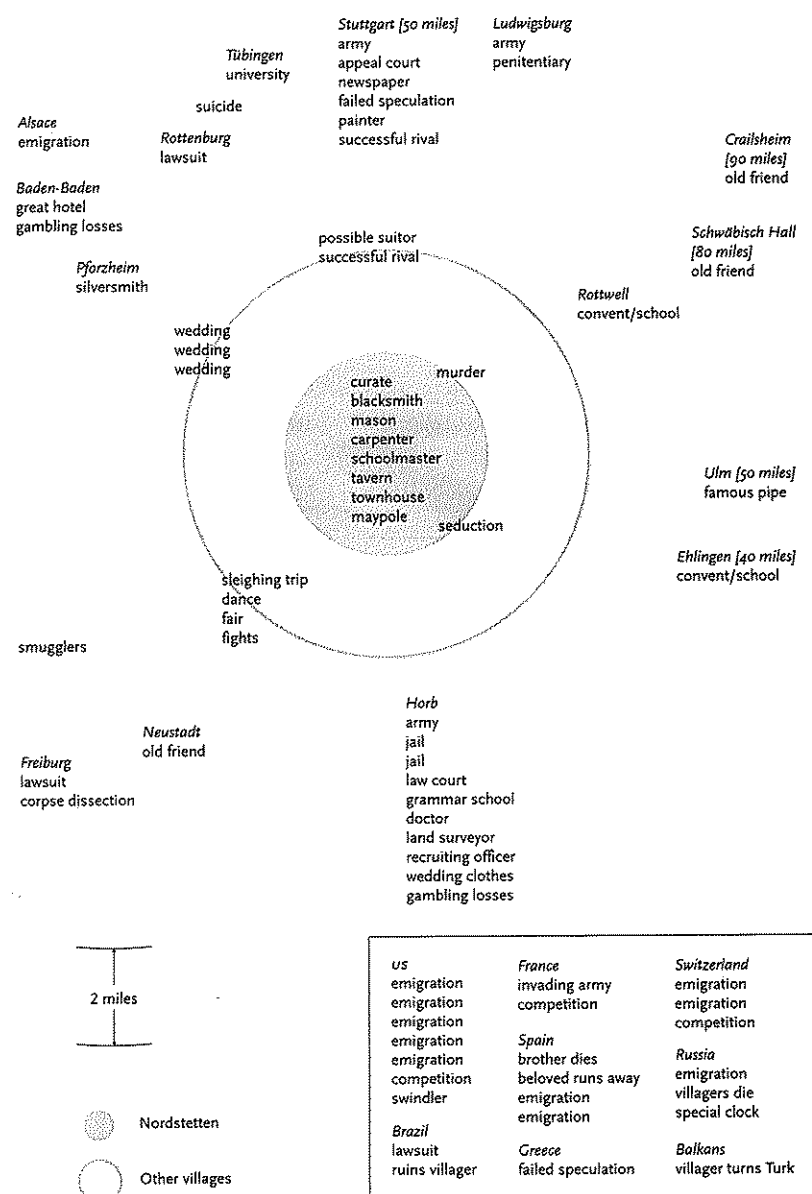 Stuttgart [50 miles]
army
appeal court
newspaper
failed speculation
painter
successful rival
Ludwigsburg
army
penitentiary
Tübingen
university
suicide
Alsace
emigration
Rottenburg
lawsuit
Crailsheim
[90 miles]
old friend
Baden-Baden
great hotel
gambling losses
Schwäbisch Hall
[80 miles]
old friend
possible suitor
successful rival
Pforzheim
silversmith
Rottwell
convent/school
wedding
wedding
wedding
murder
curate
blacksmith
mason
carpenter
schoolmaster
tavern
townhouse
maypole
seduction
Ulm [50 miles]
famous pipe
Ehlingen [40 miles]
convent/school
sleighing trip
dance
fair
fights
smugglers
Horb
army
jail
jail
law court
grammar school
doctor
land surveyor
recruiting officer
wedding clothes
gambling losses
Neustadt
old friend
Freiburg
lawsuit
corpse dissection
2 miles
Nordstetten
Other villages
US
emigration
emigration
emigration
emigration
emigration
competition
swindler
Brazil
lawsuit
ruins villager
France
invading army
competition
Spain
brother dies
beloved runs away
emigration
emigration
Greece
failed speculation
Switzerland
emigration
emigration
competition
Russia
emigration
villagers die
special clock
Balkans
villager turns Turk